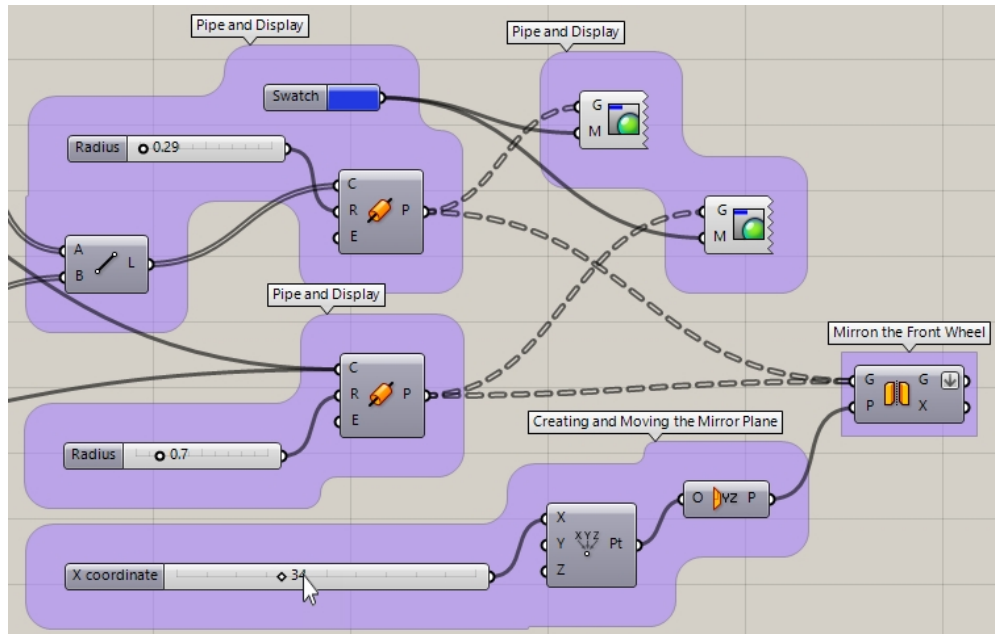 Pipe and Display
Pipe and Display
Swatch
G
M
Radius 0.29
C
R P
E
G
M
A L
B
Pipe and Display
Mirron the Front Wheel
C
R P
E
G G
P X
Creating and Moving the Mirror Plane
Radius 0.7
O YZ P
X
Y XYZ Pt
Z
X coordinate 34